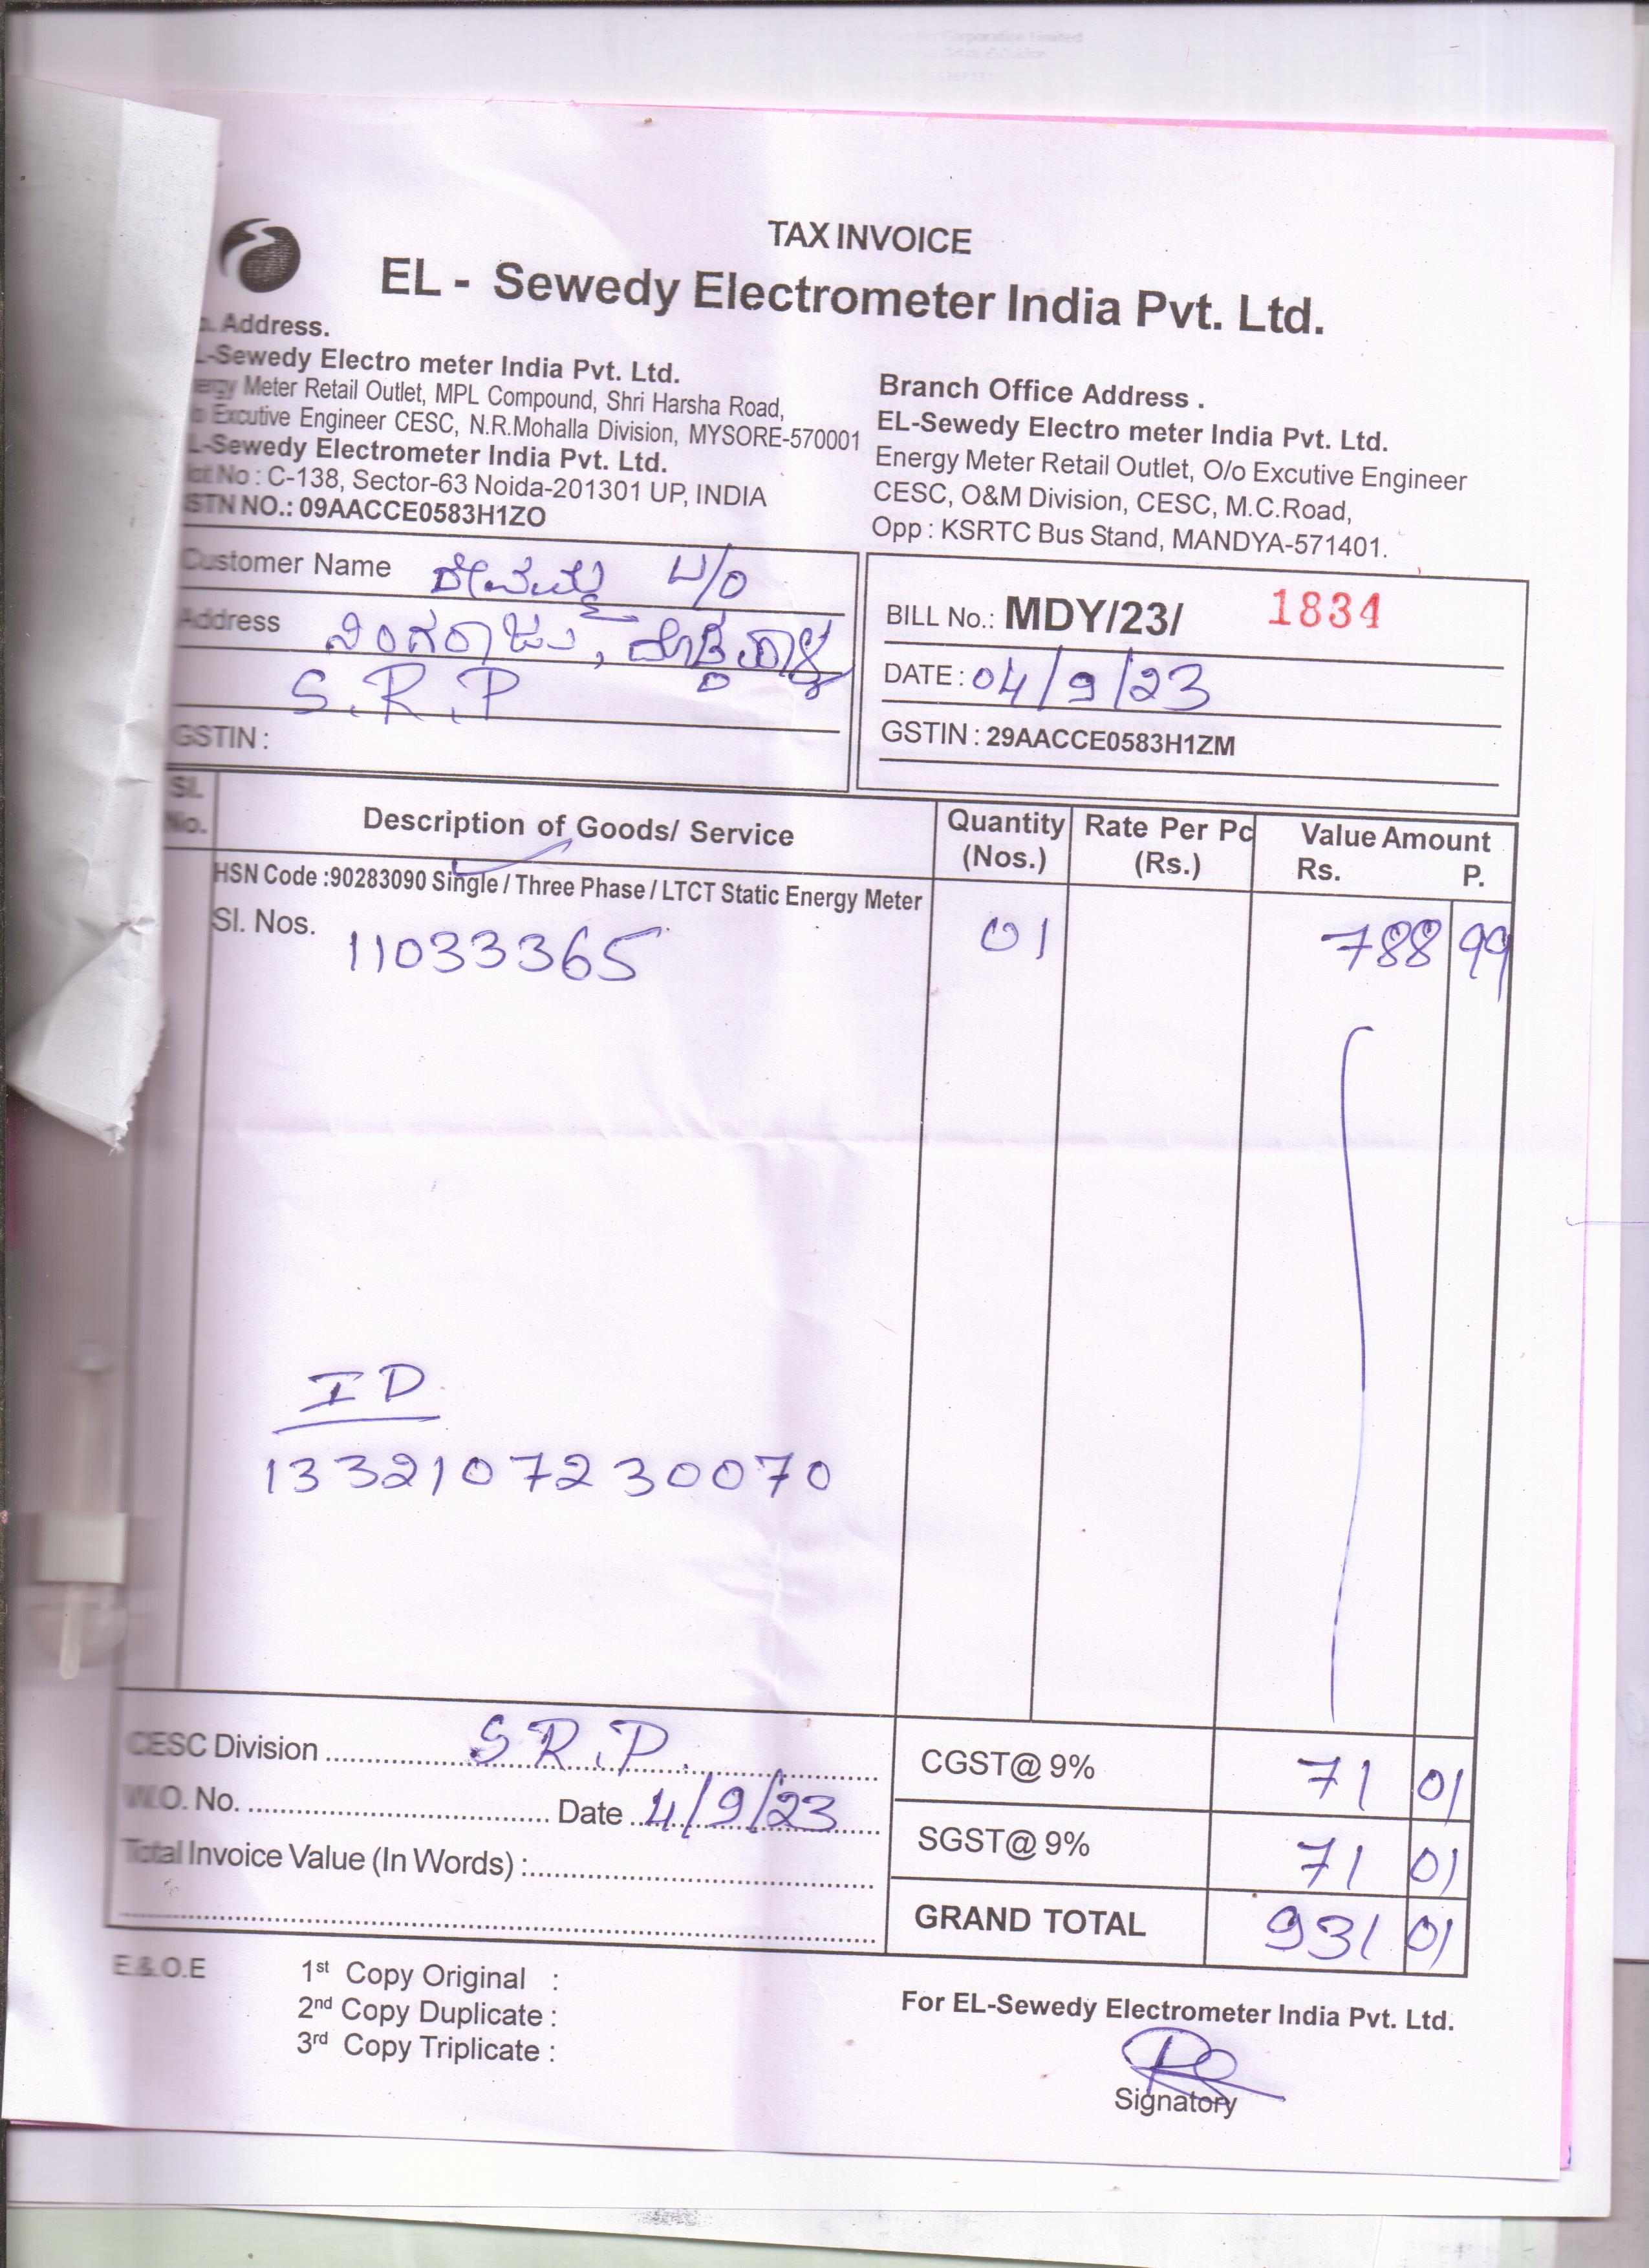 TAX INVOICE
EL - Sewedy Electrometer India Pvt. Ltd.
Address.
-Sewedy Electro meter India Pvt. Ltd.
Meter Retail Outlet, MPL Compound, Shri Harsha Road,
Excutive Engineer CESC, N.R.Mohalla Division, MYSORE-570001
-Sewedy Electrometer India Pvt. Ltd.
No : C-138, Sector-63 Noida-201301 UP, INDIA
STN NO.: 09AACCE0583H1ZO
Branch Office Address .
EL-Sewedy Electro meter India Pvt. Ltd.
Energy Meter Retail Outlet, O/o Excutive Engineer
CESC, O&M Division, CESC, M.C.Road,
Opp : KSRTC Bus Stand, MANDYA-571401.
Customer Name
Address ನಿಂಗರಾಜು,
S.R.P
GSTIN :
BILL No.: MDY/23/ 1834
DATE : 04/9/23
GSTIN : 29AACCE0583H1ZM
Sl. No. Description of Goods/ Service Quantity (Nos.) Rate Per Pc (Rs.) Value Amount Rs. P.
HSN Code :90283090 Single / Three Phase / LTCT Static Energy Meter
Sl. Nos. 11033365 01 788 99
ID
1332107230070
CESC Division S.R.P.
W.O. No. Date 4/9/23
Total Invoice Value (In Words) :
CGST@ 9% 71 01
SGST@ 9% 71 01
GRAND TOTAL 931 01
E.&.O.E
1st Copy Original :
2nd Copy Duplicate :
3rd Copy Triplicate :
For EL-Sewedy Electrometer India Pvt. Ltd.
Signatory